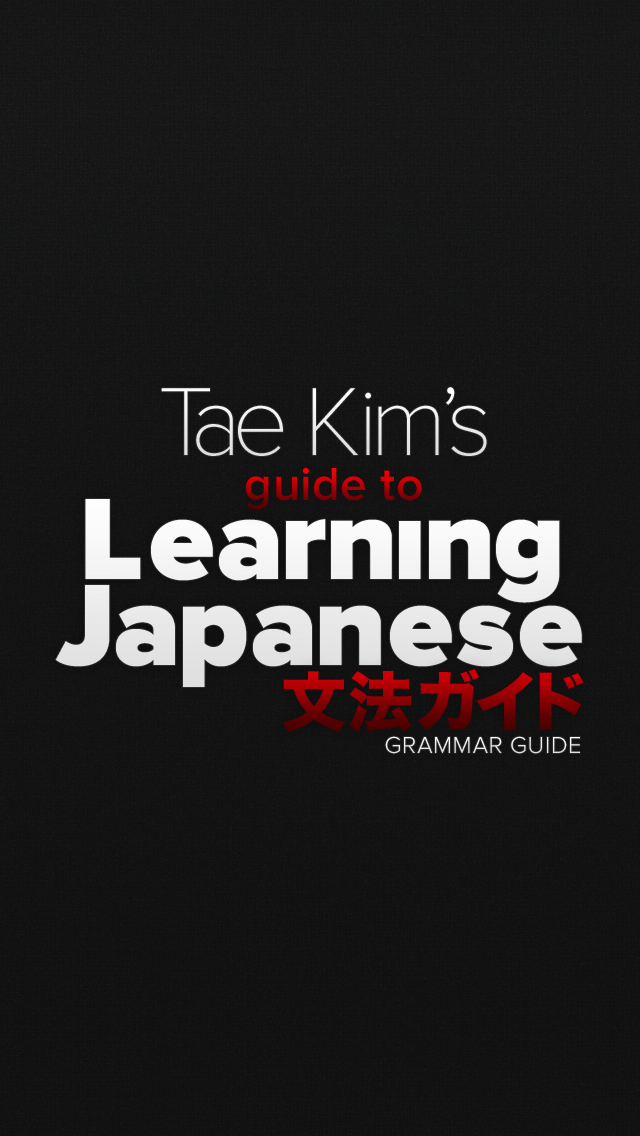 Tae Kim's
guide to
Learning
Japanese
文法ガイド
GRAMMAR GUIDE